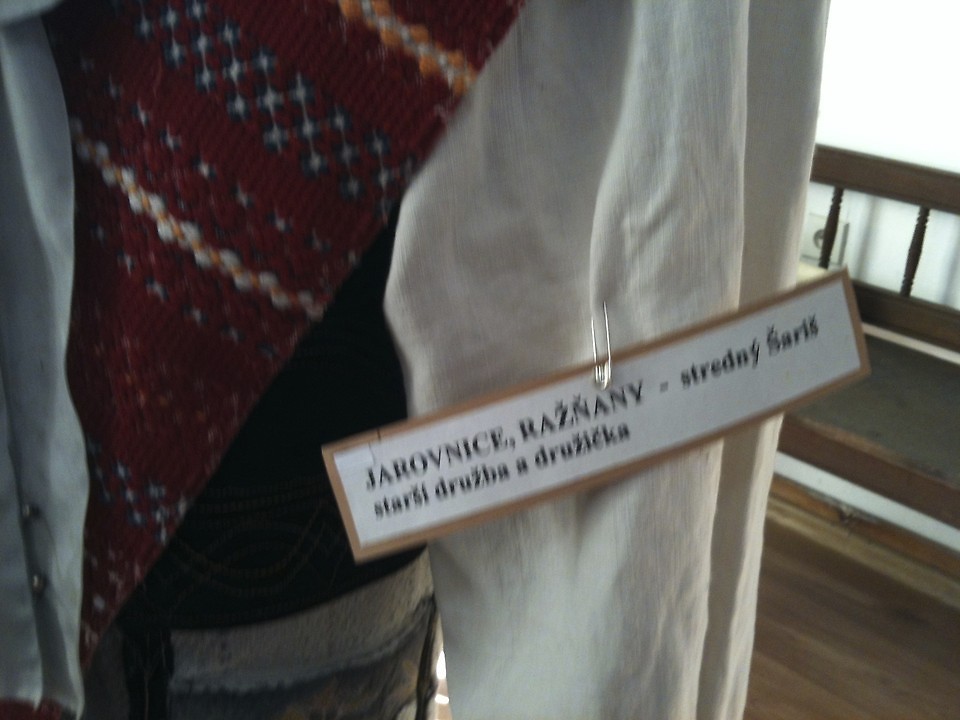 JAROVNICE, RAŽŇANY - stredný Šariš
starší družba a družička